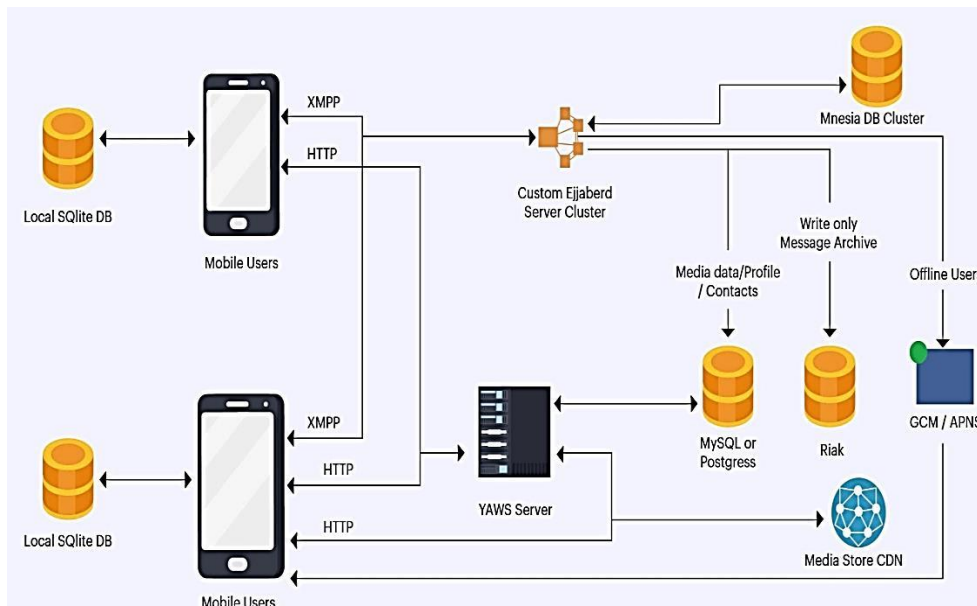 XMPP
HTTP
Local SQlite DB
Mobile Users
Custom Ejjaberd
Server Cluster
Mnesia DB Cluster
Write only
Message Archive
Media data/Profile
/ Contacts
Offline User
XMPP
HTTP
HTTP
Local SQlite DB
Mobile Users
YAWS Server
MySQL or
Postgress
Riak
GCM / APNS
Media Store CDN